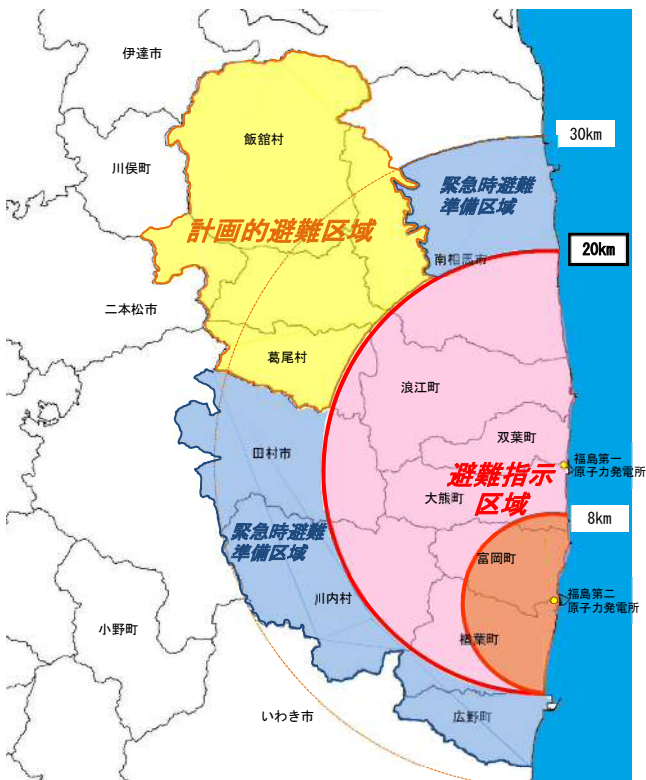 伊達市
飯舘村
30km
川俣町
緊急時避難
準備区域
計画的避難区域
20km
南相馬市
二本松市
葛尾村
浪江町
田村市
双葉町
福島第一
原子力発電所
避難指示
区域
大熊町
8km
緊急時避難
準備区域
富岡町
川内村
福島第二
原子力発電所
小野町
楢葉町
いわき市
広野町